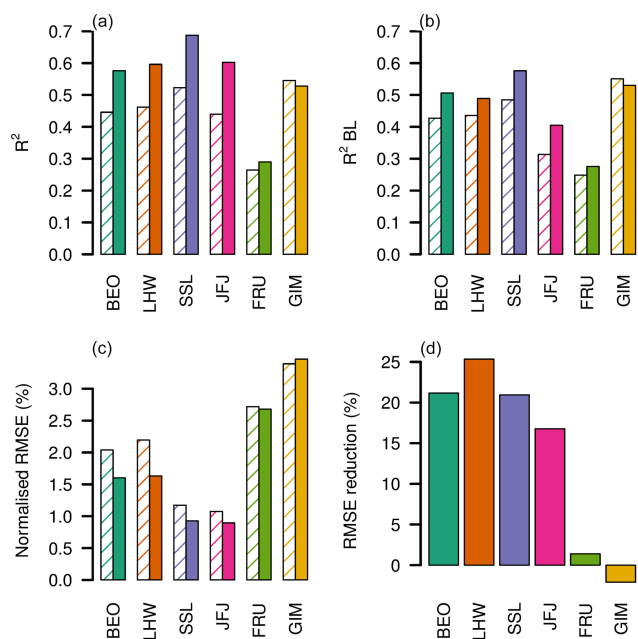 (a)
R²
0.7
0.6
0.5
0.4
0.3
0.2
0.1
0.0
BEO
LHW
SSL
JFJ
FRU
GIM
(b)
R² BL
0.7
0.6
0.5
0.4
0.3
0.2
0.1
0.0
BEO
LHW
SSL
JFJ
FRU
GIM
(c)
Normalised RMSE (%)
3.0
2.5
2.0
1.5
1.0
0.5
0.0
BEO
LHW
SSL
JFJ
FRU
GIM
(d)
RMSE reduction (%)
25
20
15
10
5
0
BEO
LHW
SSL
JFJ
FRU
GIM